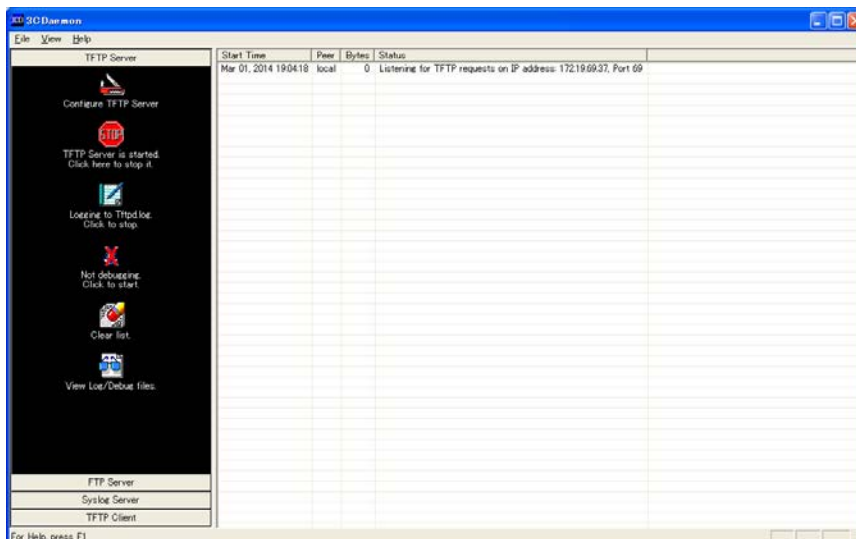 3CDaemon
File View Help
TFTP Server
Configure TFTP Server
STOP
TFTP Server is started.
Click here to stop it.
Logging to Tftpd.log.
Click to stop.
Not debugging.
Click to start.
Clear list.
View Log/Debug files.
FTP Server
Syslog Server
TFTP Client
Start Time Peer Bytes Status
Mar 01, 2014 19:04:18 local 0 Listening for TFTP requests on IP address: 172.19.69.37, Port 69
For Help, press F1